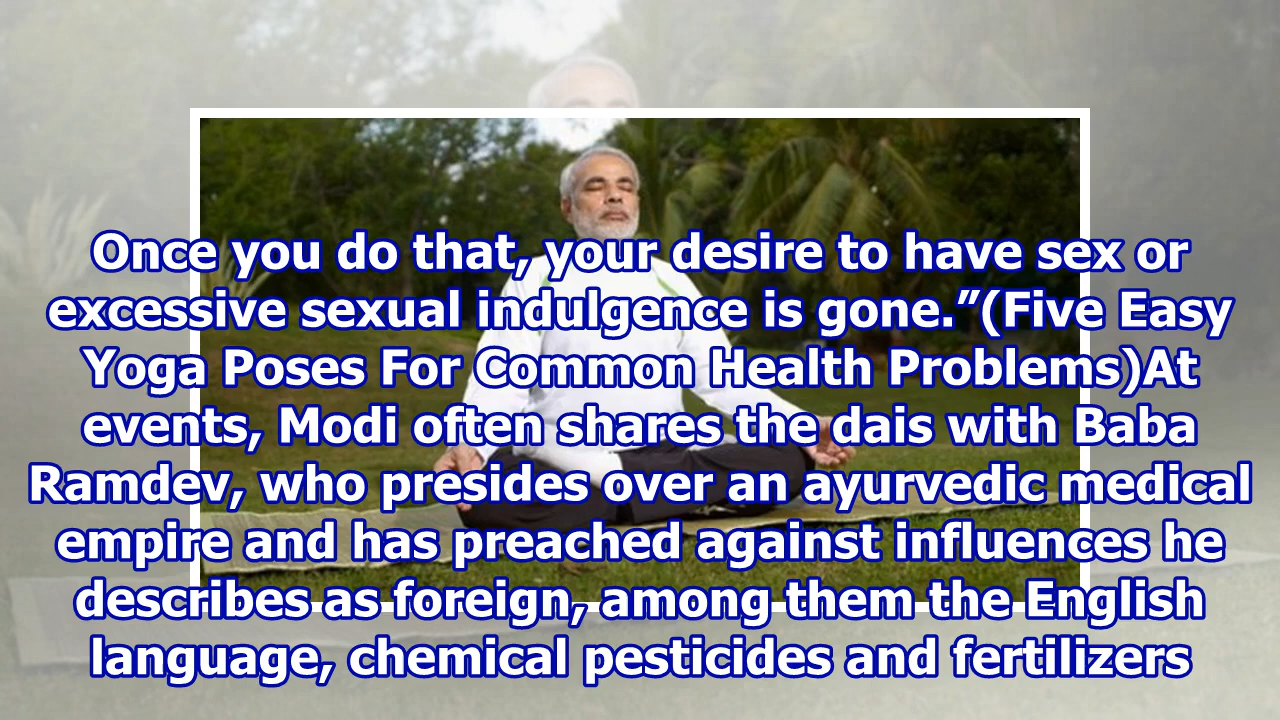 Once you do that, your desire to have sex or
excessive sexual indulgence is gone.”(Five Easy
Yoga Poses For Common Health Problems)At
events, Modi often shares the dais with Baba
Ramdev, who presides over an ayurvedic medical
empire and has preached against influences he
describes as foreign, among them the English
language, chemical pesticides and fertilizers